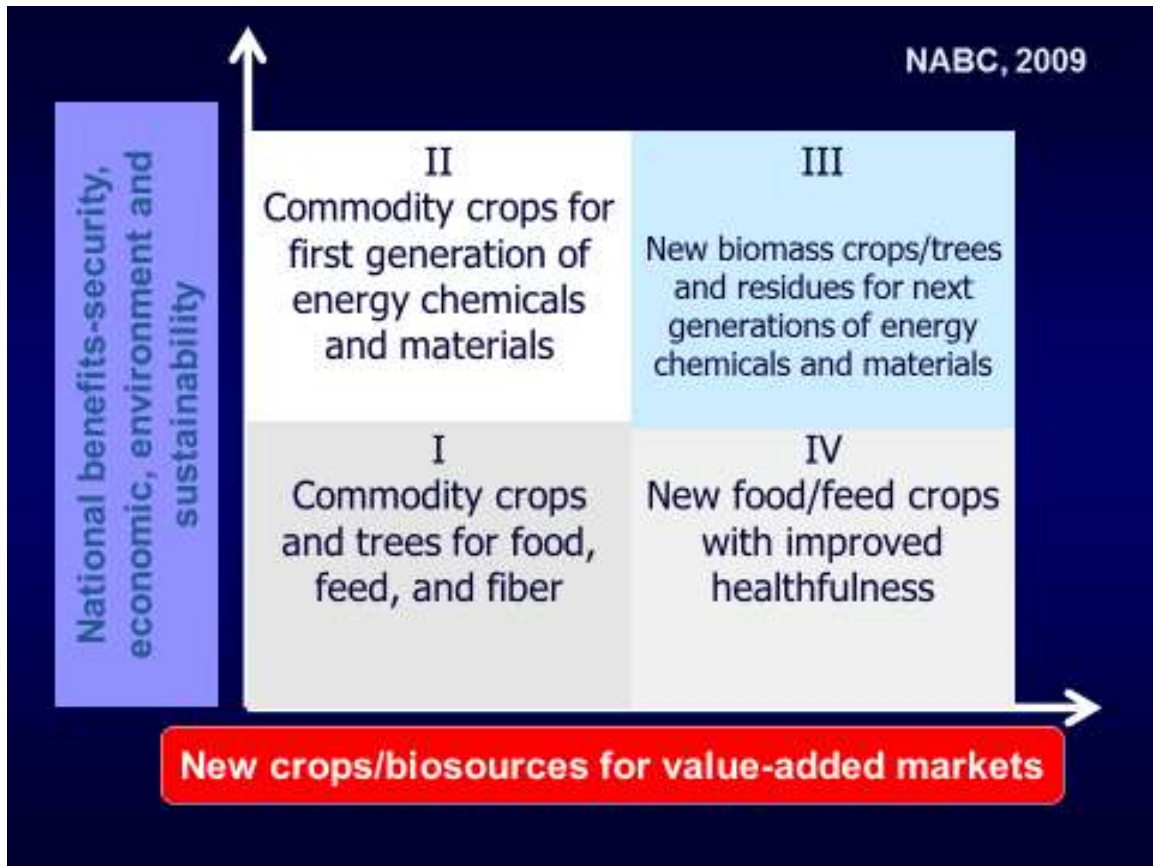 NABC, 2009
National benefits-security,
economic, environment and
sustainability
II
Commodity crops for
first generation of
energy chemicals
and materials
III
New biomass crops/trees
and residues for next
generations of energy
chemicals and materials
I
Commodity crops
and trees for food,
feed, and fiber
IV
New food/feed crops
with improved
healthfulness
New crops/biosources for value-added markets